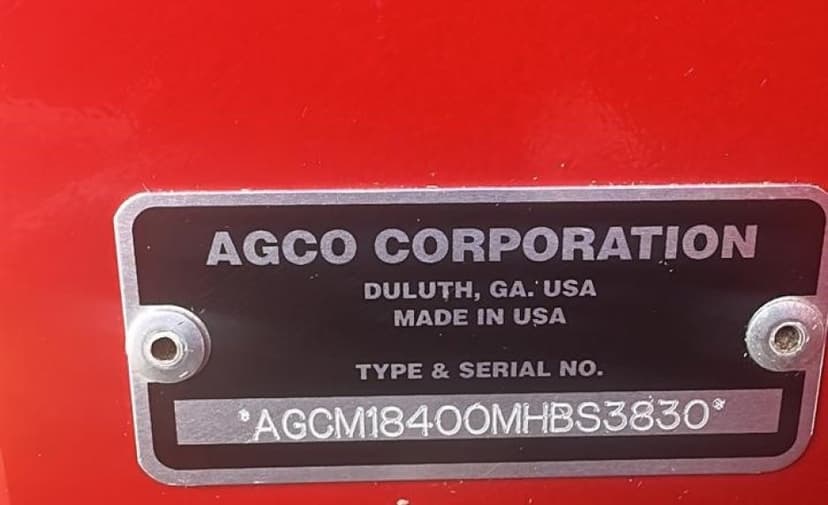 AGCO CORPORATION
DULUTH, GA. USA
MADE IN USA
TYPE & SERIAL NO.
*AGCM18400MHBS3830*